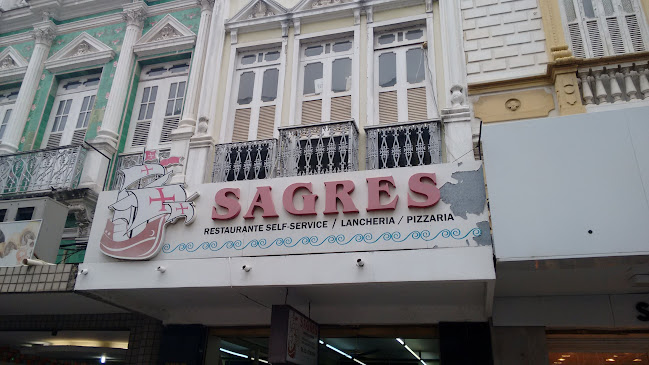 SAGRES
RESTAURANTE SELF-SERVICE / LANCHERIA / PIZZARIA
S